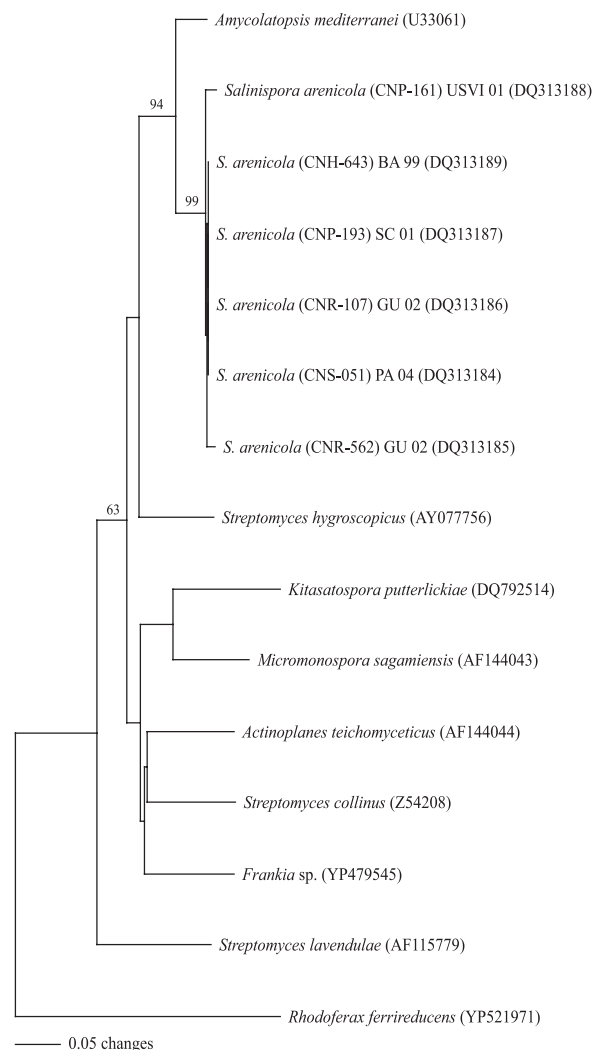 Amycolatopsis mediterranei (U33061)
94
Salinispora arenicola (CNP-161) USVI 01 (DQ313188)
S. arenicola (CNH-643) BA 99 (DQ313189)
99
S. arenicola (CNP-193) SC 01 (DQ313187)
S. arenicola (CNR-107) GU 02 (DQ313186)
S. arenicola (CNS-051) PA 04 (DQ313184)
S. arenicola (CNR-562) GU 02 (DQ313185)
63
Streptomyces hygroscopicus (AY077756)
Kitasatospora putterlickiae (DQ792514)
Micromonospora sagamiensis (AF144043)
Actinoplanes teichomyceticus (AF144044)
Streptomyces collinus (Z54208)
Frankia sp. (YP479545)
Streptomyces lavendulae (AF115779)
Rhodoferax ferrireducens (YP521971)
0.05 changes